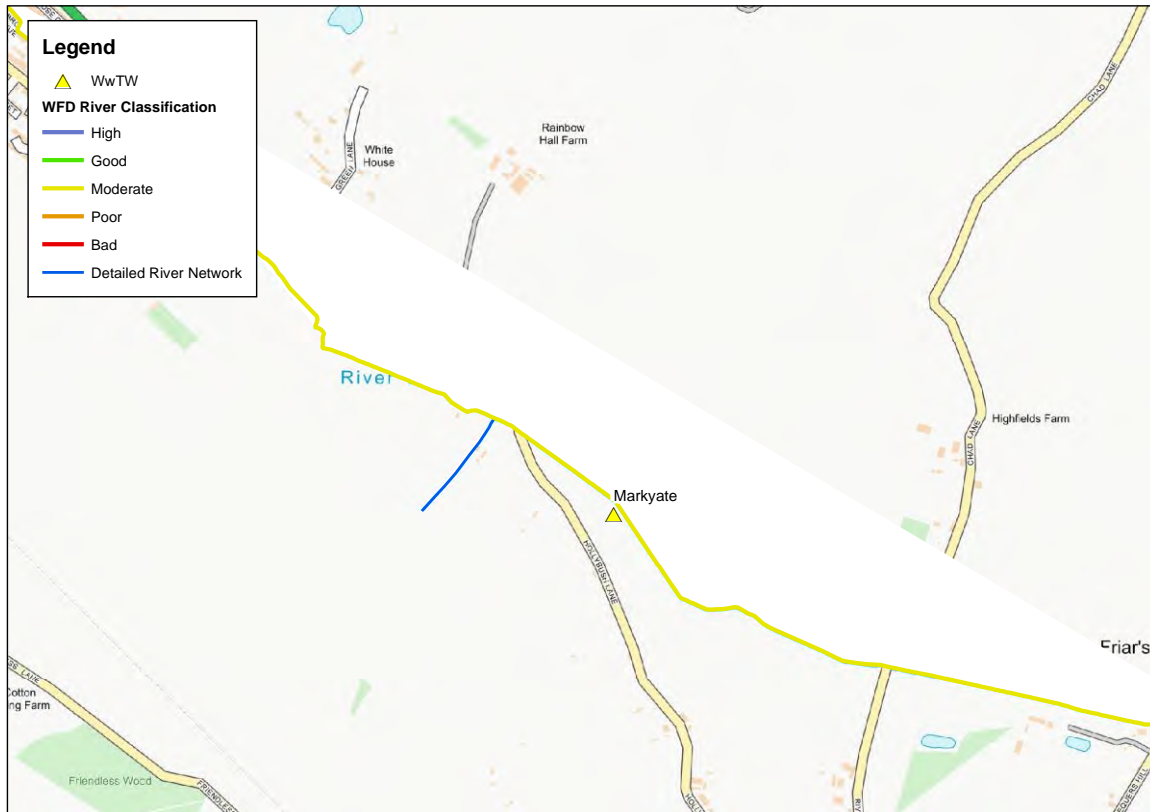 Legend
WwTW
WFD River Classification
High
Good
Moderate
Poor
Bad
Detailed River Network
White
House
GREEN LANE
Rainbow
Hall Farm
CHAD LANE
River
Highfields Farm
CHAD LANE
Markyate
HOLLYBUSH LANE
Friar's
Cotton
Friendless Wood